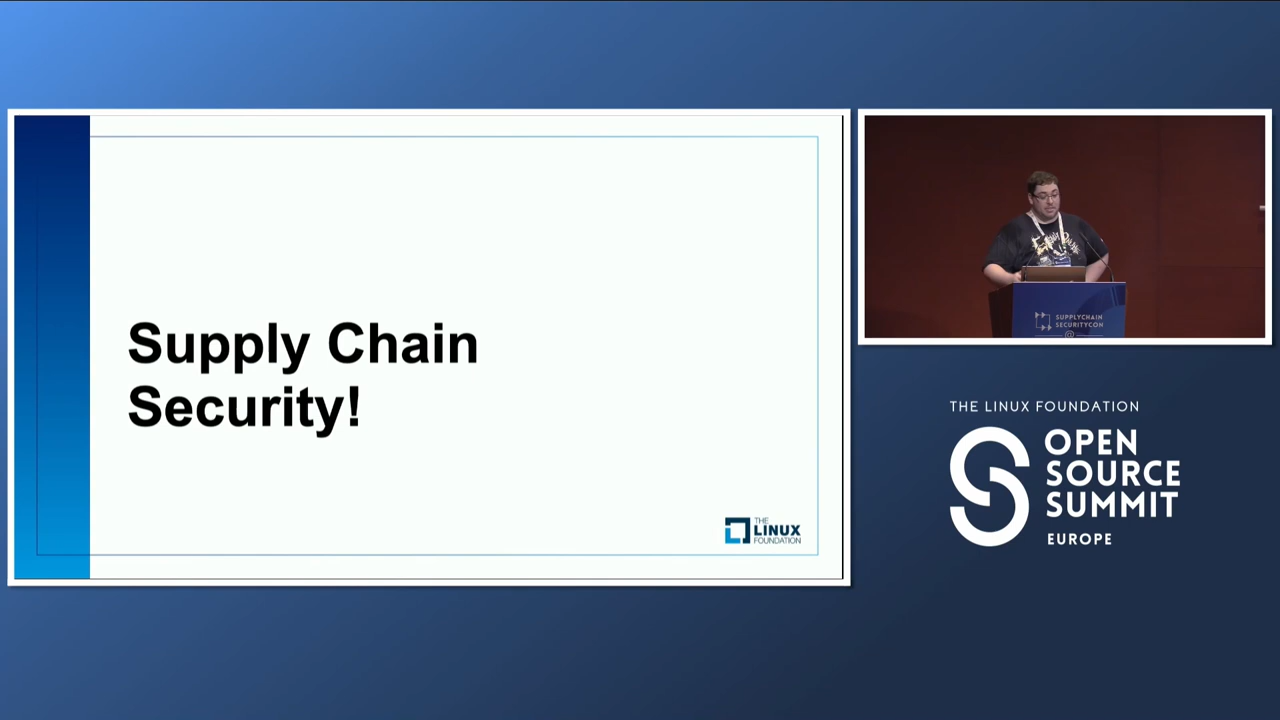 Supply Chain
Security!
THE
LINUX
FOUNDATION
SUPPLYCHAIN
SECURITYCON
@
THE LINUX FOUNDATION
OPEN
SOURCE
SUMMIT
EUROPE